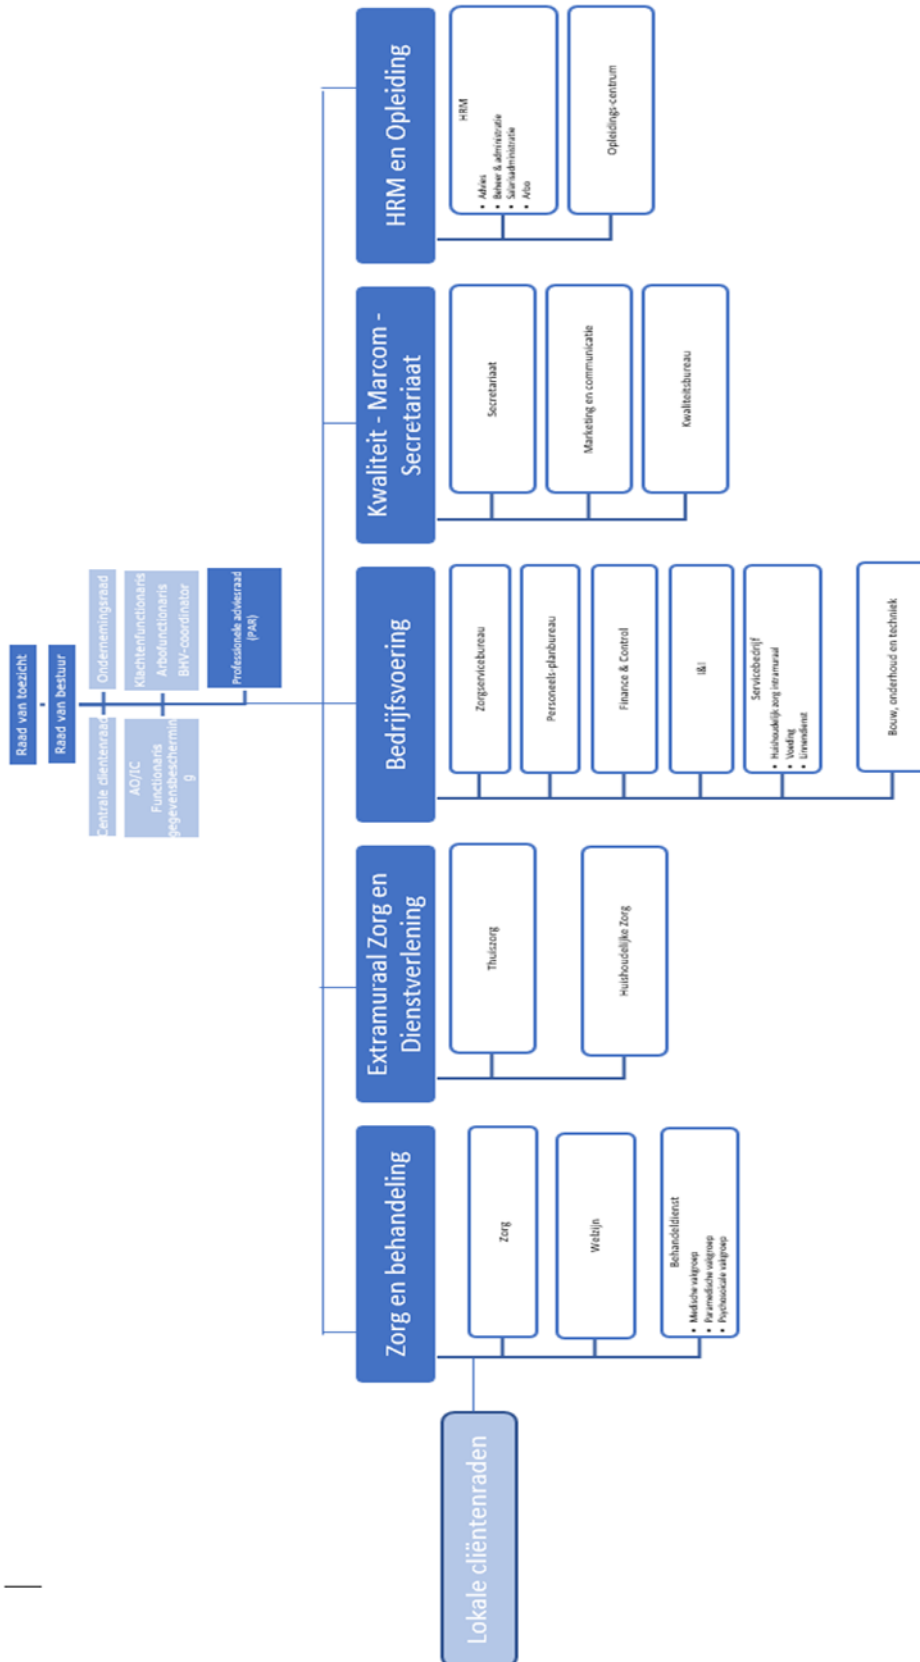 Raad van toezicht
Raad van bestuur
Centrale cliëntenraad
Ondernemingsraad
AO/IC
Functionaris
gegevensbeschermin
g
Klachtenfunctionaris
Arbofunctionaris
BHV-coordinator
Professionele adviesraad
(PAR)
Lokale cliëntenraden
Zorg en behandeling
Zorg
Welzijn
Behandeldienst
• Medische vakgroep
• Paramedische vakgroep
• Psychosociale vakgroep
Extramuraal Zorg en
Dienstverlening
Thuiszorg
Huishoudelijke Zorg
Bedrijfsvoering
Zorgservicebureau
Personeels-planbureau
Finance & Control
I&I
Servicebedrijf
• Huishoudelijk zorg intramuraal
• Voeding
• Linnendienst
Bouw, onderhoud en techniek
Kwaliteit - Marcom -
Secretariaat
Secretariaat
Marketing en communicatie
Kwaliteitsbureau
HRM en Opleiding
HRM
• Advies
• Beheer & administratie
• Salarisadministratie
• Arbo
Opleidings-centrum